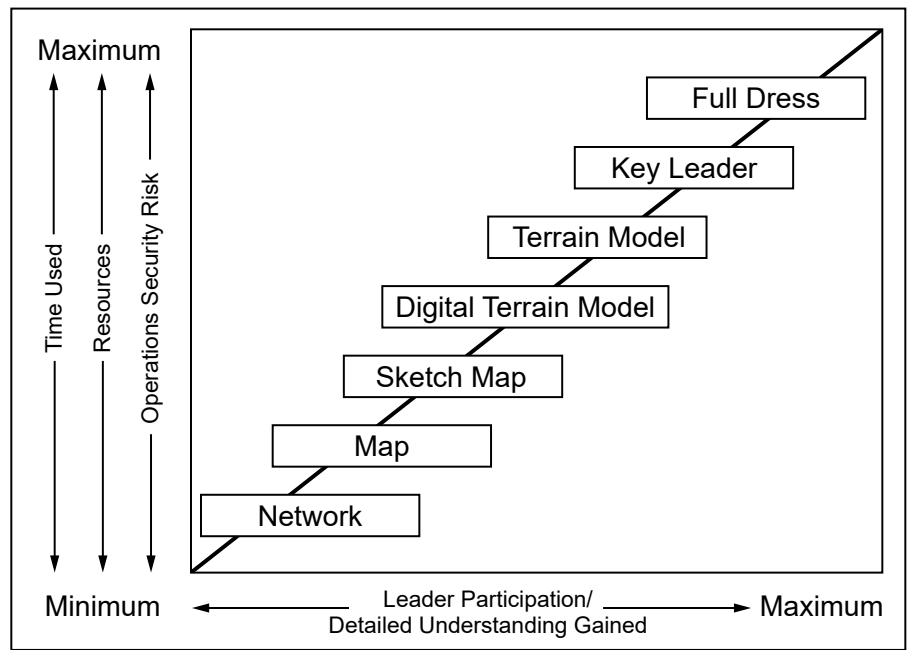 Maximum
Full Dress
Key Leader
Terrain Model
Digital Terrain Model
Sketch Map
Map
Network
Time Used
Resources
Operations Security Risk
Minimum
Leader Participation/
Detailed Understanding Gained
Maximum